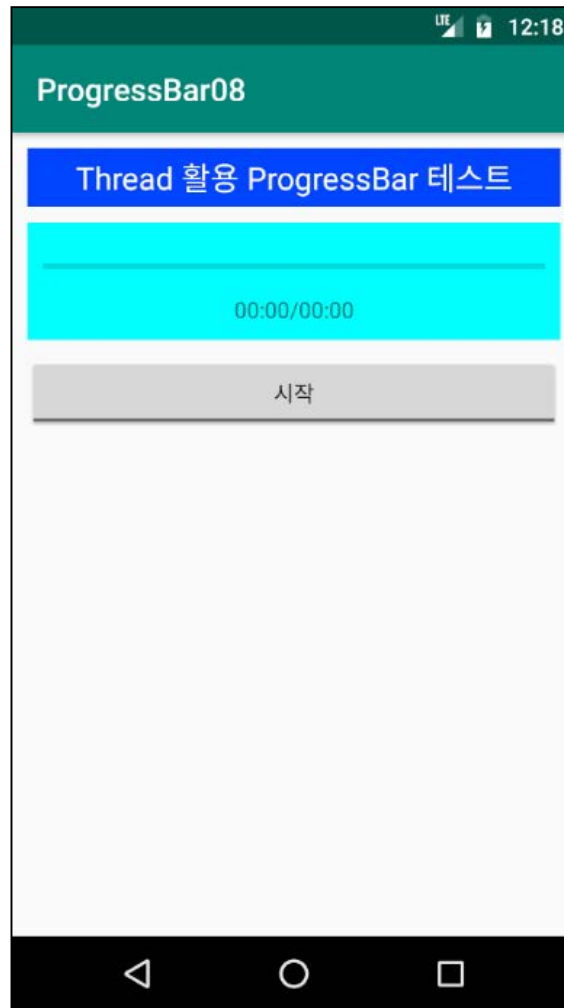 LTE 12:18
ProgressBar08
Thread 활용 ProgressBar 테스트
00:00/00:00
시작